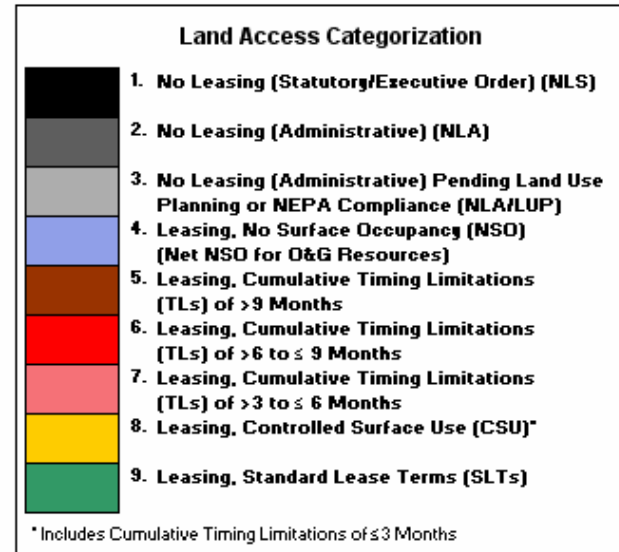 Land Access Categorization
1. No Leasing (Statutory/Executive Order) (NLS)
2. No Leasing (Administrative) (NLA)
3. No Leasing (Administrative) Pending Land Use
Planning or NEPA Compliance (NLA/LUP)
4. Leasing, No Surface Occupancy (NSO)
(Net NSO for O&G Resources)
5. Leasing, Cumulative Timing Limitations
(TLs) of >9 Months
6. Leasing, Cumulative Timing Limitations
(TLs) of >6 to ≤ 9 Months
7. Leasing, Cumulative Timing Limitations
(TLs) of >3 to ≤ 6 Months
8. Leasing, Controlled Surface Use (CSU)*
9. Leasing, Standard Lease Terms (SLTs)
*Includes Cumulative Timing Limitations of ≤3 Months